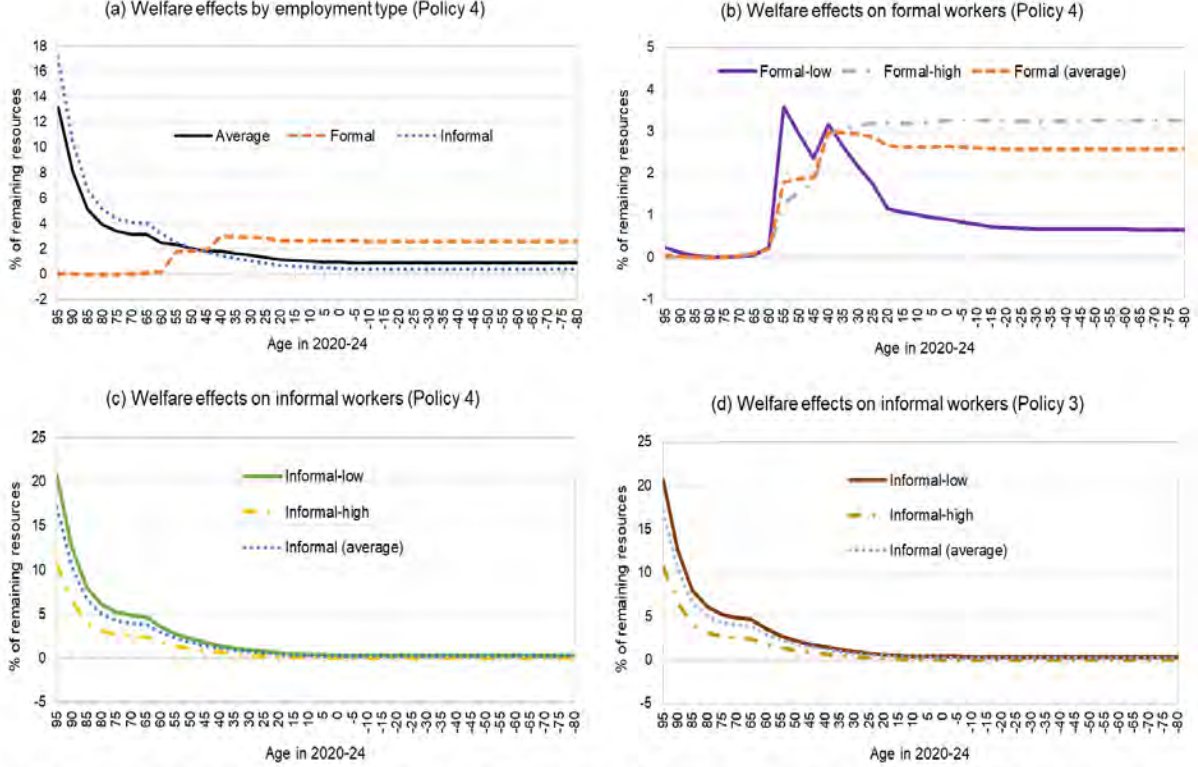 (a) Welfare effects by employment type (Policy 4)
% of remaining resources
18
16
14
12
10
8
6
4
2
0
-2
Average Formal Informal
95 90 85 80 75 70 65 60 55 50 45 40 35 30 25 20 15 10 5 0 -5 -10 -15 -20 -25 -30 -35 -40 -45 -50 -55 -60 -65 -70 -75 -80
Age in 2020-24
(b) Welfare effects on formal workers (Policy 4)
% of remaining resources
5
4
3
2
1
0
-1
Formal-low Formal-high Formal (average)
95 90 85 80 75 70 65 60 55 50 45 40 35 30 25 20 15 10 5 0 -5 -10 -15 -20 -25 -30 -35 -40 -45 -50 -55 -60 -65 -70 -75 -80
Age in 2020-24
(c) Welfare effects on informal workers (Policy 4)
% of remaining resources
25
20
15
10
5
0
-5
Informal-low
Informal-high
Informal (average)
95 90 85 80 75 70 65 60 55 50 45 40 35 30 25 20 15 10 5 0 -5 -10 -15 -20 -25 -30 -35 -40 -45 -50 -55 -60 -65 -70 -75 -80
Age in 2020-24
(d) Welfare effects on informal workers (Policy 3)
% of remaining resources
25
20
15
10
5
0
-5
Informal-low
Informal-high
Informal (average)
95 90 85 80 75 70 65 60 55 50 45 40 35 30 25 20 15 10 5 0 -5 -10 -15 -20 -25 -30 -35 -40 -45 -50 -55 -60 -65 -70 -75 -80
Age in 2020-24